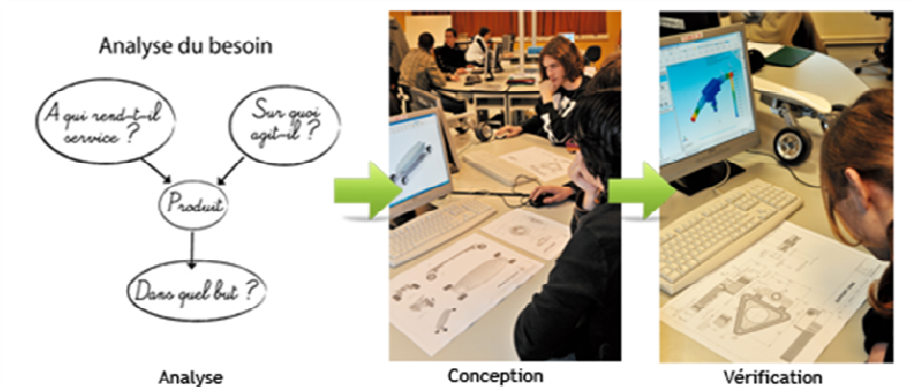 Analyse du besoin
A qui rend-t-il
service ?
Sur quoi
agit-il ?
Produit
Dans quel but ?
Analyse
Conception
Vérification